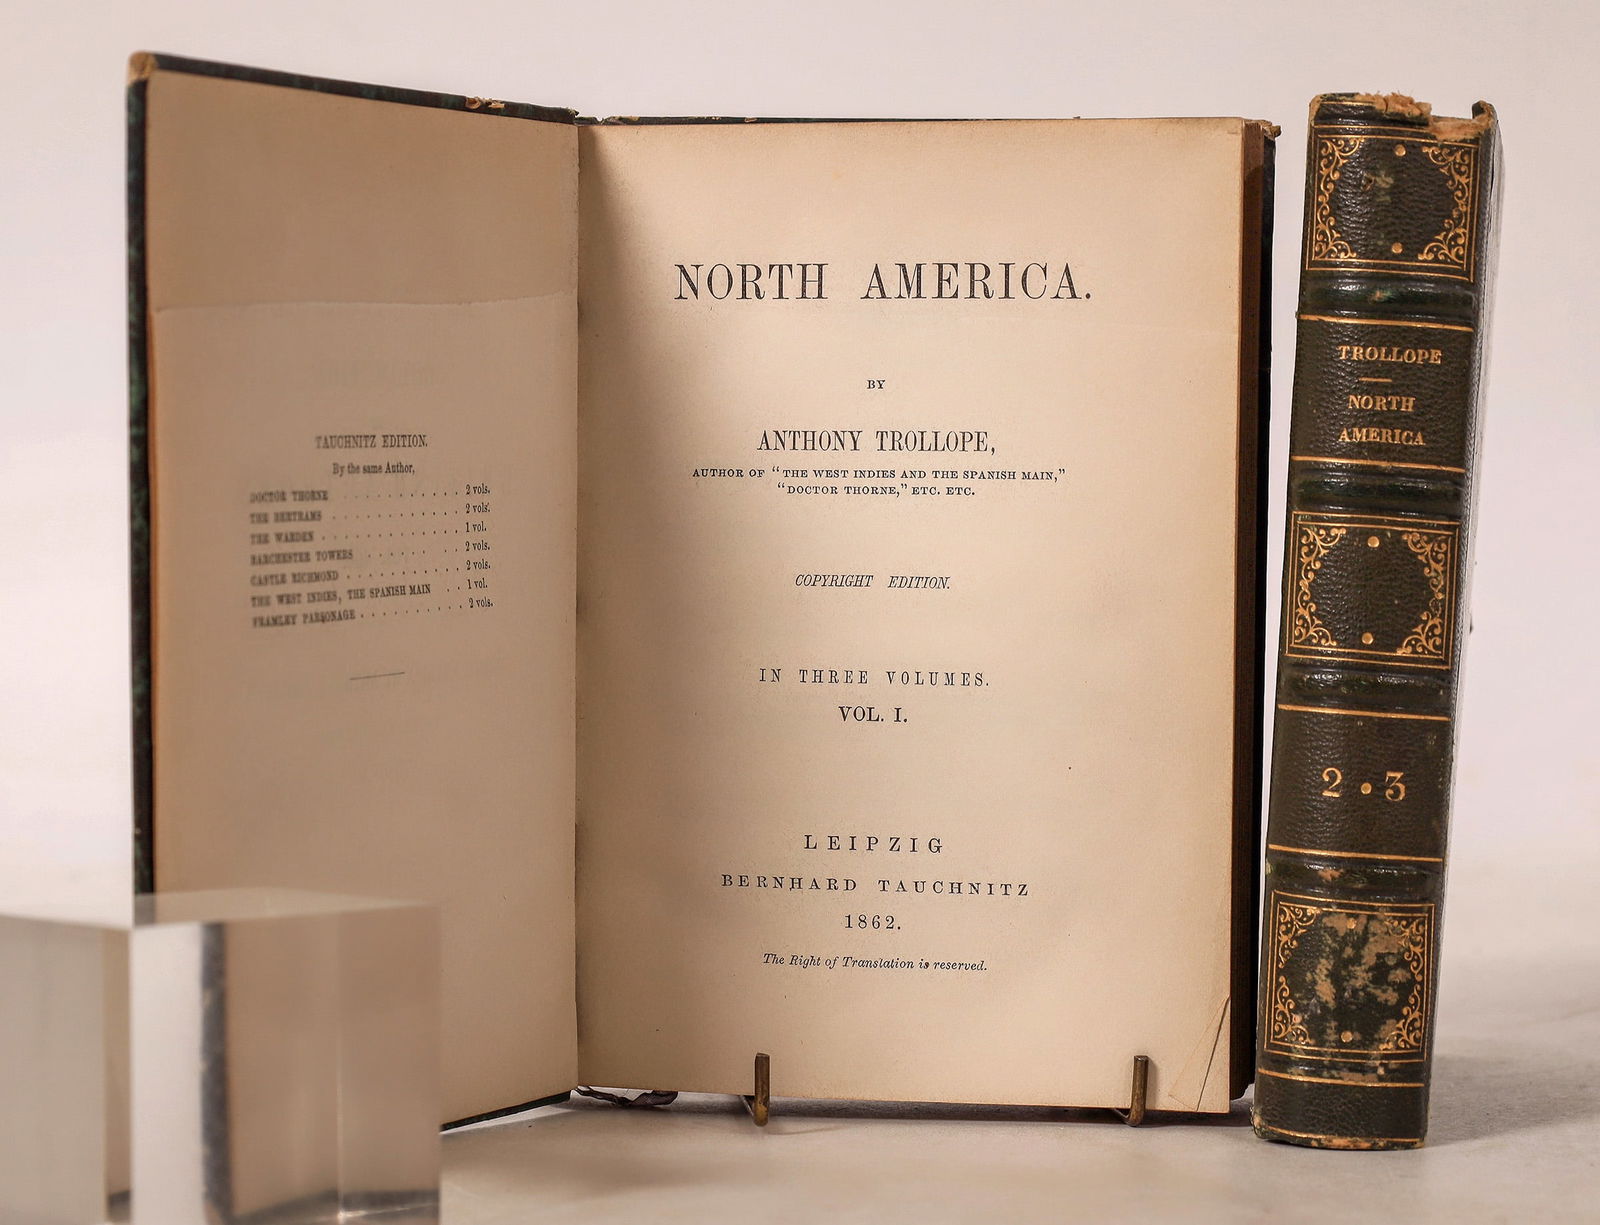 TAUCHNITZ EDITION.
By the same Author,
DOCTOR THORNE . . . . . . . . . . . . 2 vols.
THE BERTRAMS . . . . . . . . . . . . 2 vols.
THE WARDEN . . . . . . . . . . . . . 1 vol.
BARCHESTER TOWERS . . . . . . . . 2 vols.
CASTLE RICHMOND . . . . . . . . . . . 2 vols.
THE WEST INDIES, THE SPANISH MAIN . . 1 vol.
FRAMLEY PARSONAGE . . . . . . . . . 2 vols.
NORTH AMERICA.
BY
ANTHONY TROLLOPE,
AUTHOR OF "THE WEST INDIES AND THE SPANISH MAIN,"
"DOCTOR THORNE," ETC. ETC.
COPYRIGHT EDITION.
IN THREE VOLUMES.
VOL. I.
LEIPZIG
BERNHARD TAUCHNITZ
1862.
The Right of Translation is reserved.
TROLLOPE
NORTH
AMERICA
2 . 3